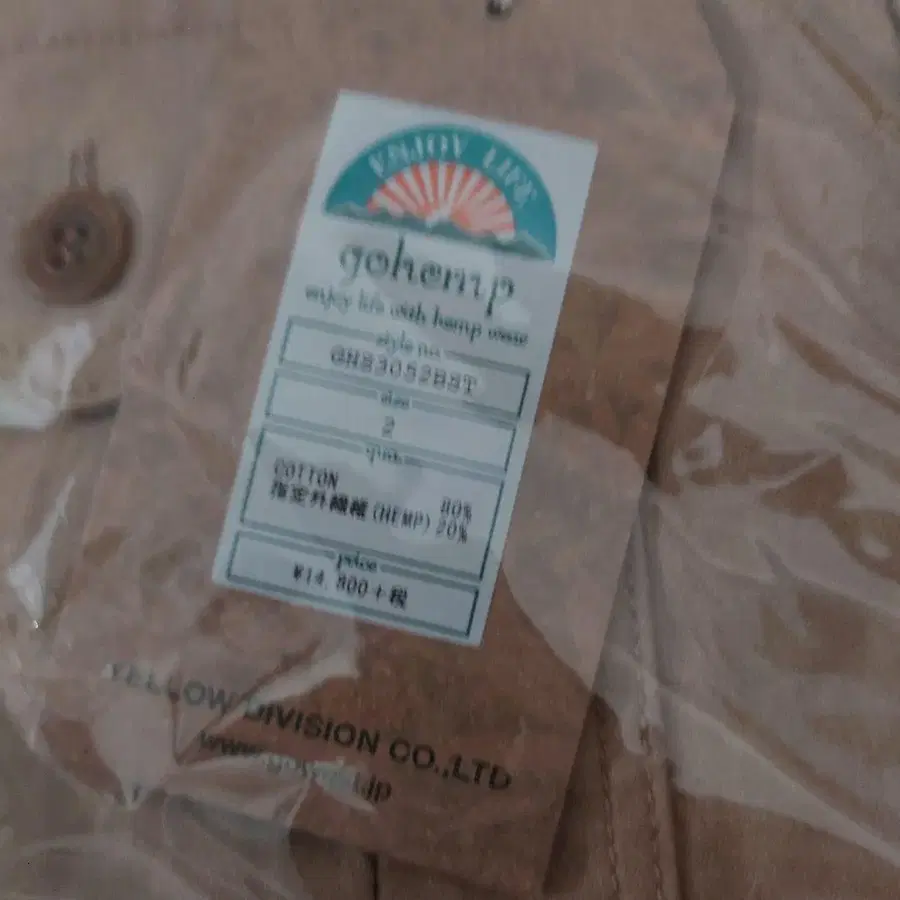 ENJOY LIFE
gohemp
enjoy life with hemp wear
style no.
size
2
COTTON 80%
指定外繊維(HEMP) 20%
price
¥14,800+税
YELLOW DIVISION CO.,LTD